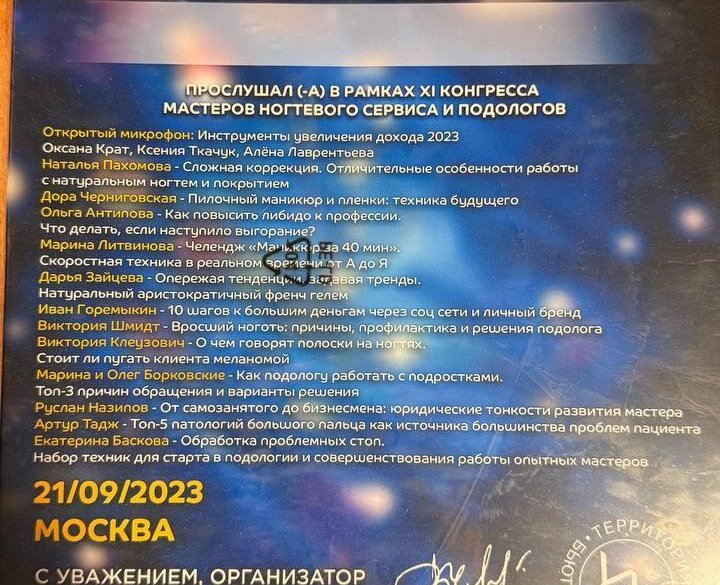 ПРОСЛУШАЛ (-А) В РАМКАХ XI КОНГРЕССА
МАСТЕРОВ НОГТЕВОГО СЕРВИСА И ПОДОЛОГОВ
Открытый микрофон: Инструменты увеличения дохода 2023
Оксана Крат, Ксения Ткачук, Алёна Лаврентьева
Наталья Пахомова - Сложная коррекция. Отличительные особенности работы
с натуральным ногтем и покрытием
Дора Черниговская - Пилочный маникюр и пленки: техника будущего
Ольга Антипова - Как повысить либидо к профессии.
Что делать, если наступило выгорание?
Марина Литвинова - Челендж «Маникюр за 40 мин».
Скоростная техника в реальном времени от А до Я
Дарья Зайцева - Опережая тенденции, задавая тренды.
Натуральный аристократичный френч гелем
Иван Горемыкин - 10 шагов к большим деньгам через соц сети и личный бренд
Виктория Шмидт - Вросший ноготь: причины, профилактика и решения подолога
Виктория Клеузович - О чем говорят полоски на ногтях.
Стоит ли пугать клиента меланомой
Марина и Олег Борковские - Как подологу работать с подростками.
Топ-3 причин обращения и варианты решения
Руслан Назипов - От самозанятого до бизнесмена: юридические тонкости развития мастера
Артур Тадж - Топ-5 патологий большого пальца как источника большинства проблем пациента
Екатерина Баскова - Обработка проблемных стоп.
Набор техник для старта в подологии и совершенствования работы опытных мастеров
21/09/2023
МОСКВА
С УВАЖЕНИЕМ, ОРГАНИЗАТОР